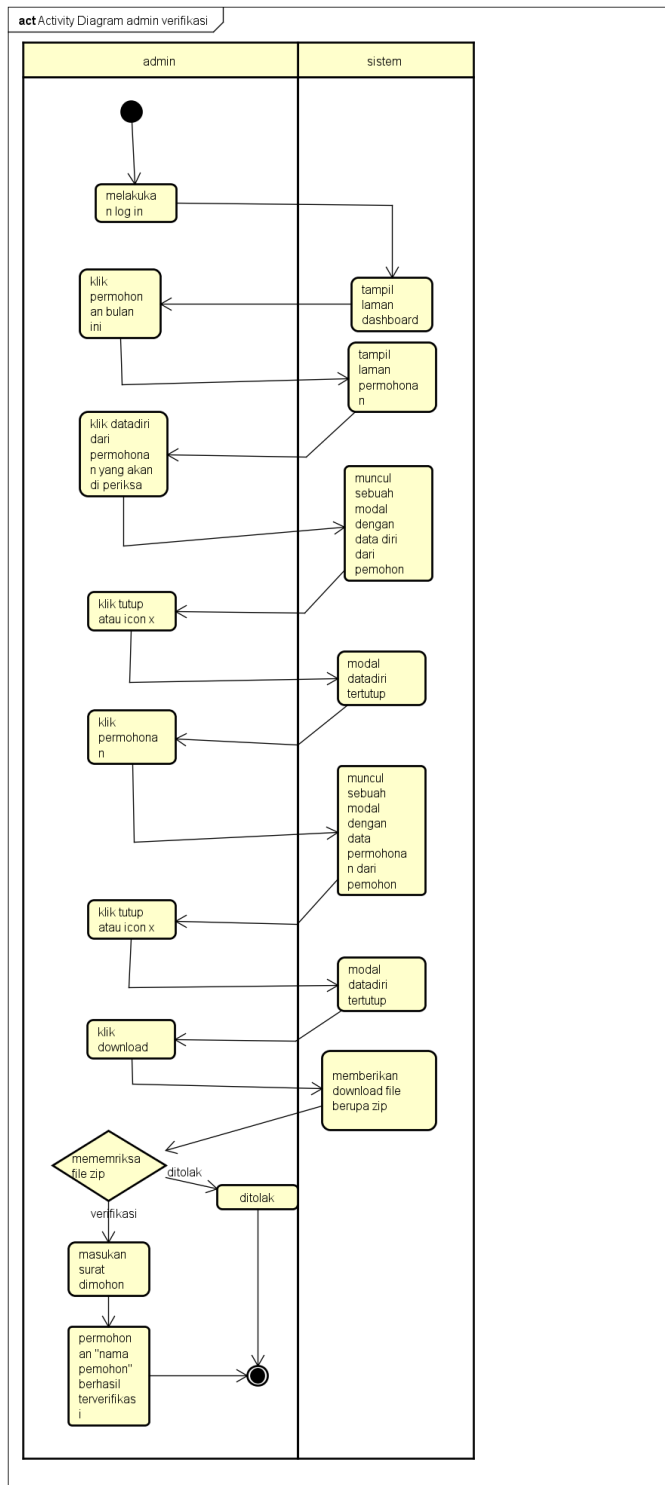 act Activity Diagram admin verifikasi
admin
sistem
melakuka
n log in
klik
permohon
an bulan
ini
tampil
laman
dashboard
tampil
laman
permohona
n
klik datadiri
dari
permohona
n yang akan
di periksa
muncul
sebuah
modal
dengan
data diri
dari
pemohon
klik tutup
atau icon x
modal
datadiri
tertutup
klik
permohona
n
muncul
sebuah
modal
dengan
data
permohona
n dari
pemohon
klik tutup
atau icon x
modal
datadiri
tertutup
klik
download
memberikan
download file
berupa zip
mememriksa
file zip
ditolak
ditolak
verifikasi
masukan
surat
dimohon
permohon
an "nama
pemohon"
berhasil
terverifikas
i